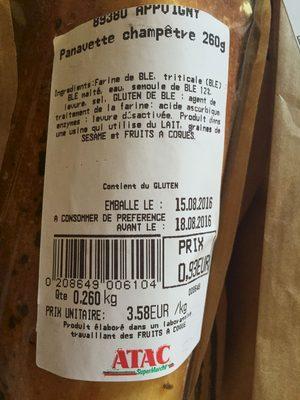 89380 APPOIGNY
Panavette champêtre 260g
Ingredients:Farine de BLE, triticale (BLE)
BLE malté, eau, semoule de BLE 12%,
levure, sel, GLUTEN DE BLE : agent de
traitement de la farine: acide ascorbique
enzymes : levure désactivée. Produit dans
une usine qui utilise du LAIT, graines de
SESAME et FRUITS A COQUES.
Contient du GLUTEN
EMBALLE LE : 15.08.2016
A CONSOMMER DE PREFERENCE
AVANT LE : 18.08.2016
PRIX
0.93EUR
0 208649 006104
208649
Qte 0.260 kg
PRIX UNITAIRE: 3.58EUR /kg
Produit élaboré dans un laboratoire
travaillant des FRUITS A COQUE
ATAC
SuperMarché